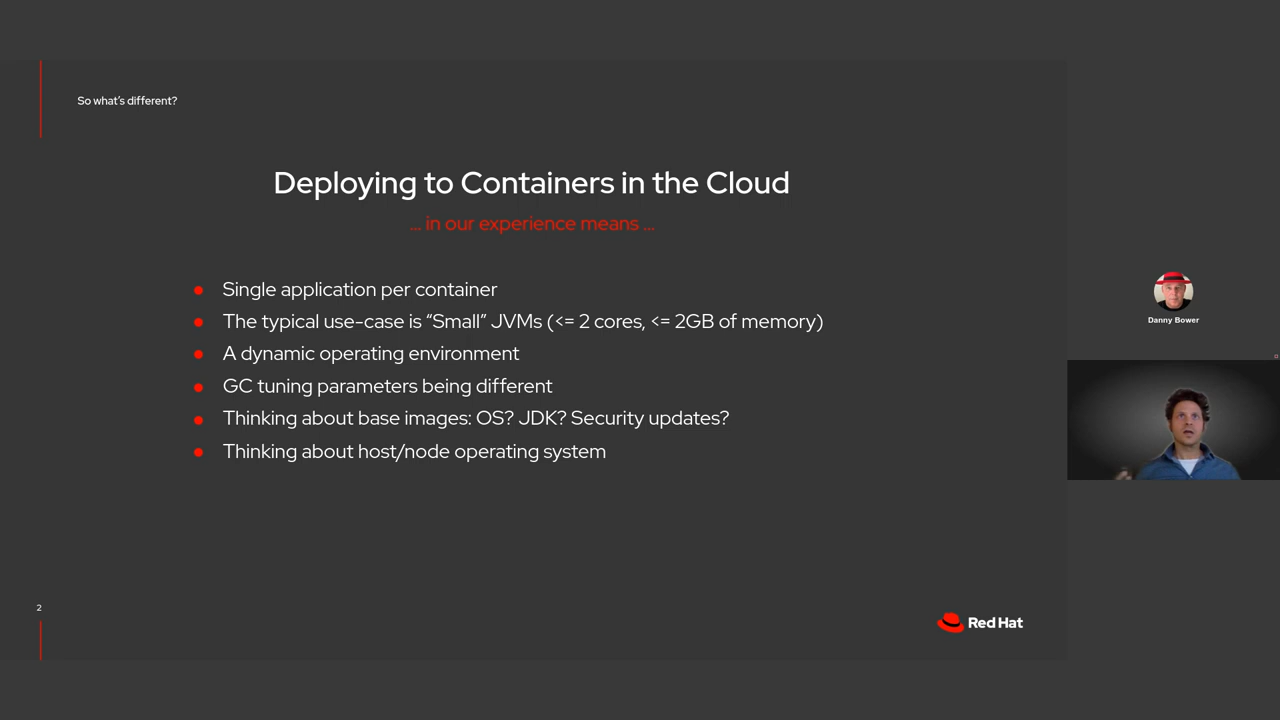 So what's different?
Deploying to Containers in the Cloud
... in our experience means ...
Single application per container
The typical use-case is “Small” JVMs (<= 2 cores, <= 2GB of memory)
A dynamic operating environment
GC tuning parameters being different
Thinking about base images: OS? JDK? Security updates?
Thinking about host/node operating system
Danny Bower
2
Red Hat